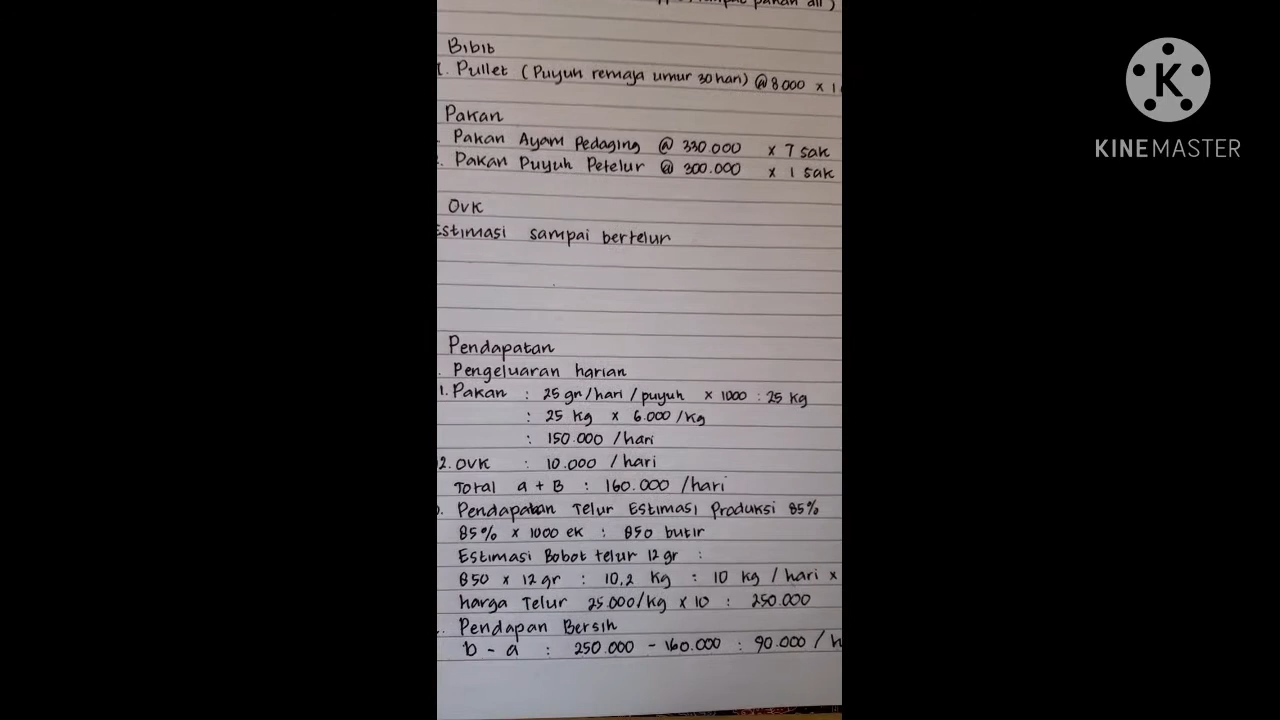 pakan dll)
Bibit
1. Pullet (Puyuh remaja umur 30 hari) @ 8000 x 1
Pakan
Pakan Ayam Pedaging @ 330.000 x 7 sak
2. Pakan Puyuh Petelur @ 300.000 x 1 sak
OVK
Estimasi sampai bertelur
Pendapatan
. Pengeluaran harian
1. Pakan : 25 gr/hari/puyuh x 1000 : 25 kg
: 25 kg x 6.000/kg
: 150.000 /hari
2. OVK : 10.000 /hari
Total a + B : 160.000 /hari
b. Pendapatan Telur Estimasi Produksi 85%
85% x 1000 ek : 850 butir
Estimasi Bobot telur 12 gr :
850 x 12 gr : 10,2 kg : 10 kg / hari x
harga Telur 25.000/kg x 10 : 250.000
Pendapan Bersih
b - a : 250.000 - 160.000 : 90.000 / h
K
KINEMASTER